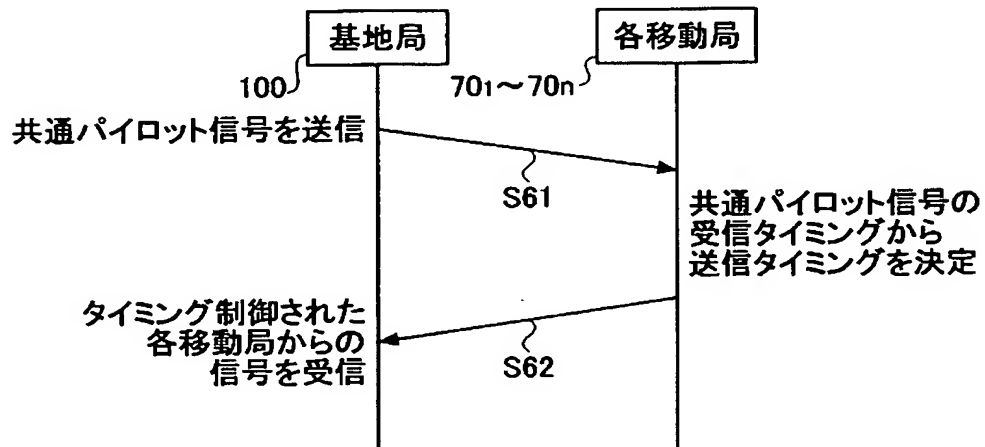 基地局
各移動局
100
701～70n
共通パイロット信号を送信
S61
共通パイロット信号の
受信タイミングから
送信タイミングを決定
タイミング制御された
各移動局からの
信号を受信
S62